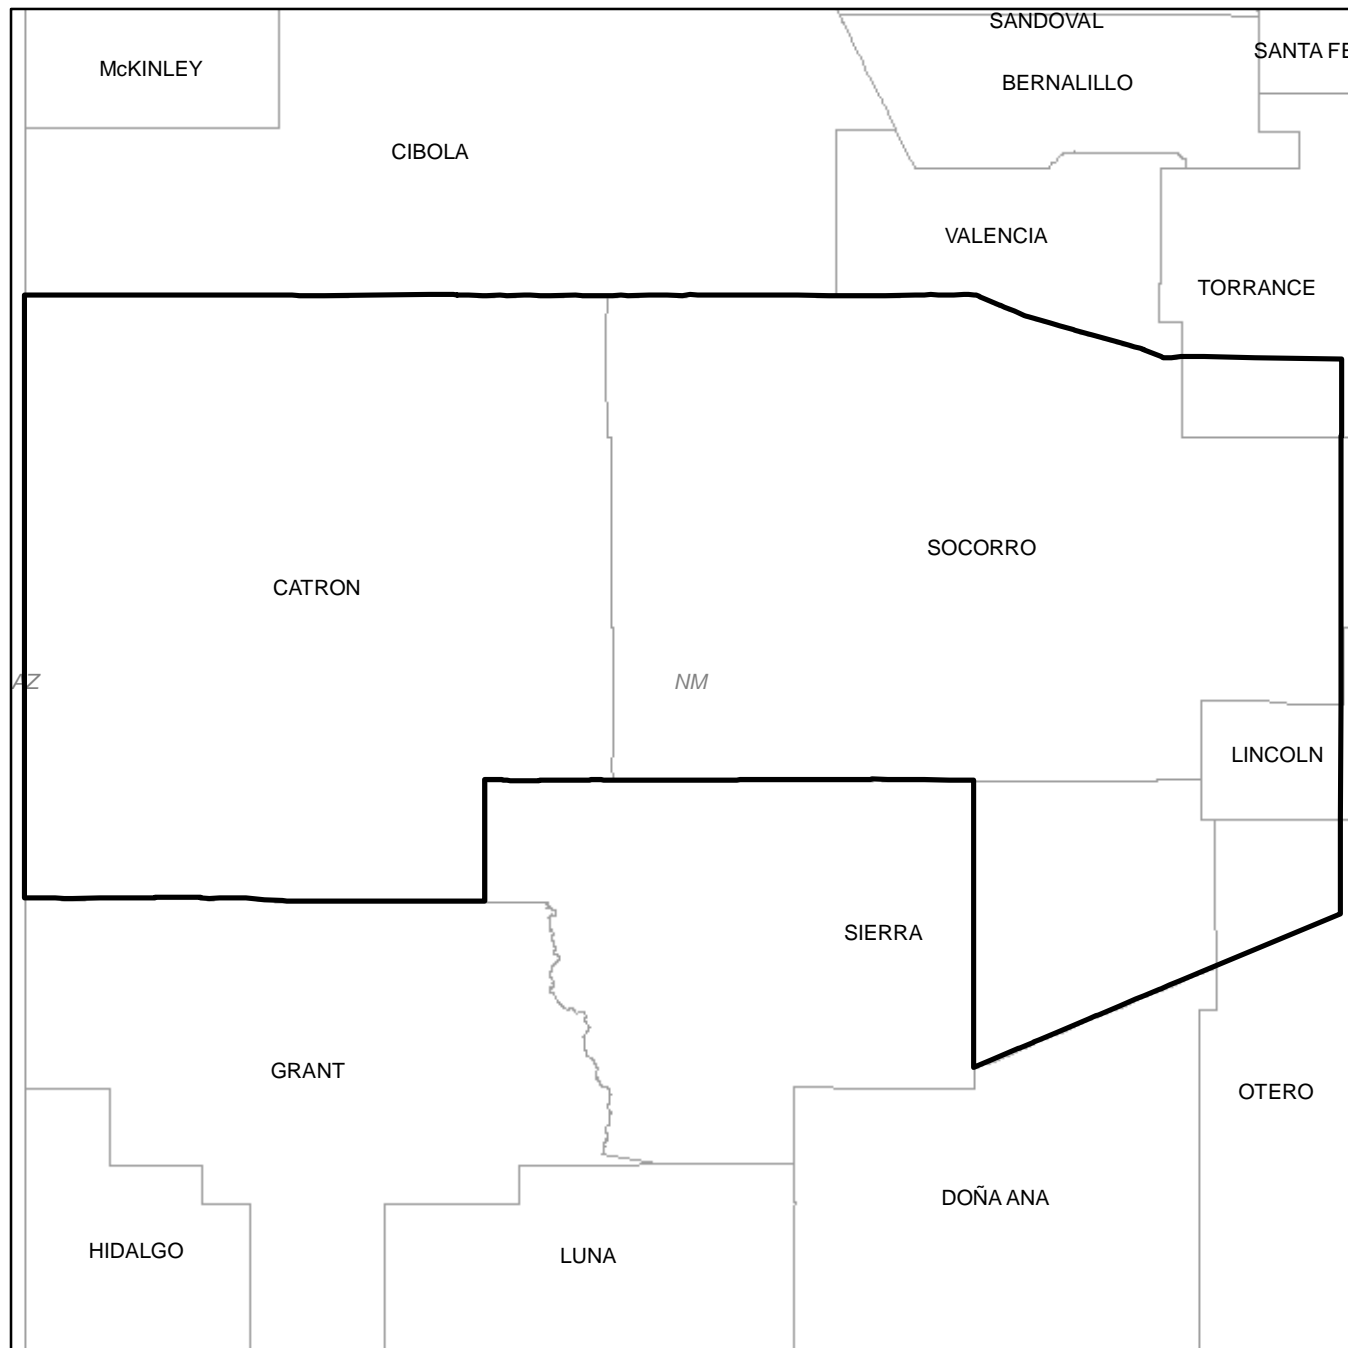 SANDOVAL
SANTA FE
McKINLEY
BERNALILLO
CIBOLA
VALENCIA
TORRANCE
SOCORRO
CATRON
AZ
NM
LINCOLN
SIERRA
GRANT
OTERO
DOÑA ANA
HIDALGO
LUNA